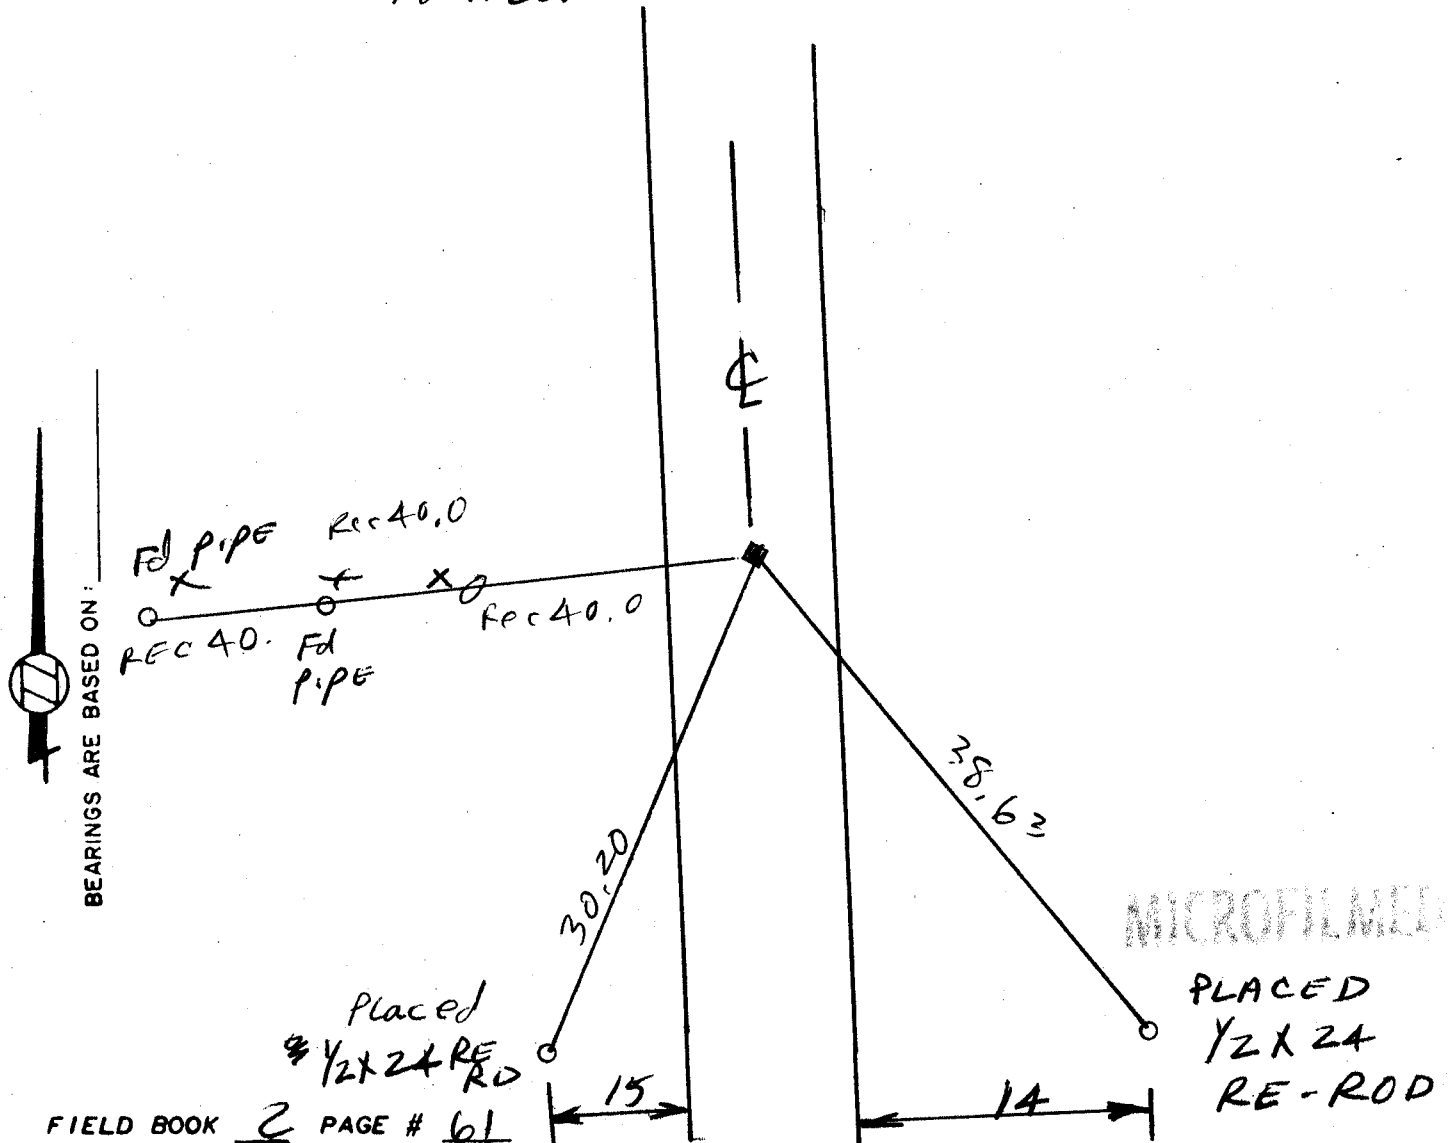 ℄
Fd PIPE
Rec 40.0
REC 40.
Fd
PIPE
Rec 40.0
BEARINGS ARE BASED ON:
30.20
38.63
MICROFILMED
Placed
1/2 X 24 RE
RD
PLACED
1/2 X 24
RE-ROD
15
14
FIELD BOOK 2 PAGE # 61